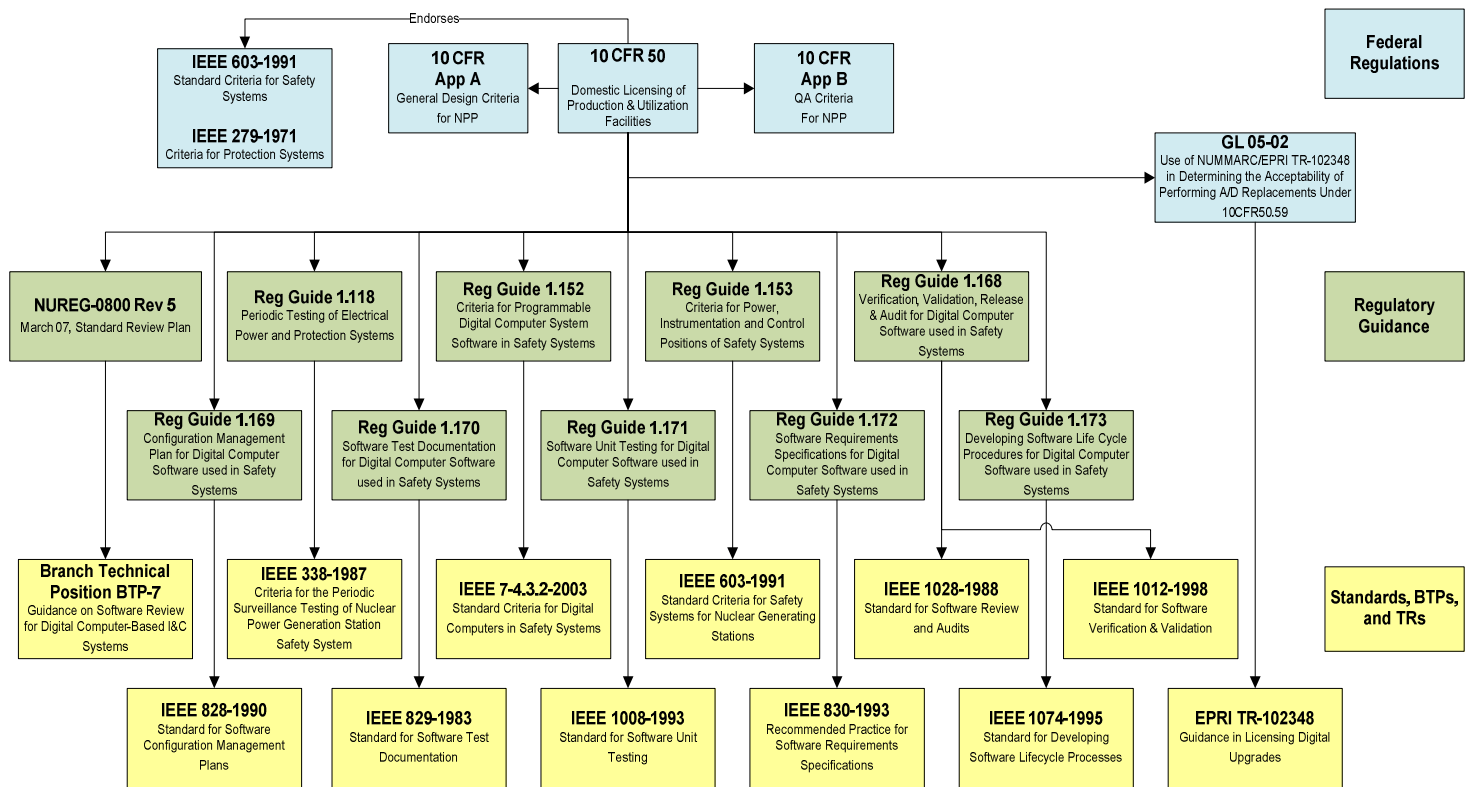 Endorses
IEEE 603-1991
Standard Criteria for Safety
Systems
IEEE 279-1971
Criteria for Protection Systems
10 CFR
App A
General Design Criteria
for NPP
10 CFR 50
Domestic Licensing of
Production & Utilization
Facilities
10 CFR
App B
QA Criteria
For NPP
Federal
Regulations
GL 05-02
Use of NUMMARC/EPRI TR-102348
in Determining the Acceptability of
Performing A/D Replacements Under
10CFR50.59
NUREG-0800 Rev 5
March 07, Standard Review Plan
Reg Guide 1.118
Periodic Testing of Electrical
Power and Protection Systems
Reg Guide 1.152
Criteria for Programmable
Digital Computer System
Software in Safety Systems
Reg Guide 1.153
Criteria for Power,
Instrumentation and Control
Positions of Safety Systems
Reg Guide 1.168
Verification, Validation, Release
& Audit for Digital Computer
Software used in Safety
Systems
Regulatory
Guidance
Reg Guide 1.169
Configuration Management
Plan for Digital Computer
Software used in Safety
Systems
Reg Guide 1.170
Software Test Documentation
for Digital Computer Software
used in Safety Systems
Reg Guide 1.171
Software Unit Testing for Digital
Computer Software used in
Safety Systems
Reg Guide 1.172
Software Requirements
Specifications for Digital
Computer Software used in
Safety Systems
Reg Guide 1.173
Developing Software Life Cycle
Procedures for Digital Computer
Software used in Safety
Systems
Branch Technical
Position BTP-7
Guidance on Software Review
for Digital Computer-Based I&C
Systems
IEEE 338-1987
Criteria for the Periodic
Surveillance Testing of Nuclear
Power Generation Station
Safety System
IEEE 7-4.3.2-2003
Standard Criteria for Digital
Computers in Safety Systems
IEEE 603-1991
Standard Criteria for Safety
Systems for Nuclear Generating
Stations
IEEE 1028-1988
Standard for Software Review
and Audits
IEEE 1012-1998
Standard for Software
Verification & Validation
Standards, BTPs,
and TRs
IEEE 828-1990
Standard for Software
Configuration Management
Plans
IEEE 829-1983
Standard for Software Test
Documentation
IEEE 1008-1993
Standard for Software Unit
Testing
IEEE 830-1993
Recommended Practice for
Software Requirements
Specifications
IEEE 1074-1995
Standard for Developing
Software Lifecycle Processes
EPRI TR-102348
Guidance in Licensing Digital
Upgrades